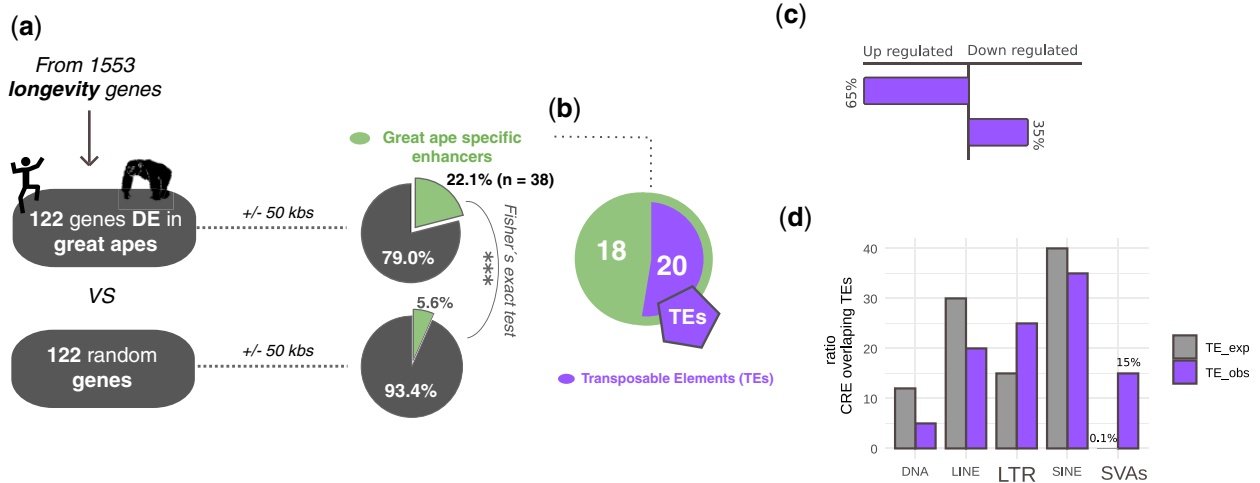 (a)
From 1553
longevity genes
122 genes DE in
great apes
+/- 50 kbs
VS
122 random
genes
+/- 50 kbs
Great ape specific
enhancers
22.1% (n = 38)
79.0%
5.6%
93.4%
Fisher´s exact test
***
(b)
18
20
TEs
Transposable Elements (TEs)
(c)
Up regulated
Down regulated
65%
35%
(d)
ratio
CRE overlaping TEs
40
30
20
10
0
0.1%
15%
DNA
LINE
LTR
SINE
SVAs
TE_exp
TE_obs